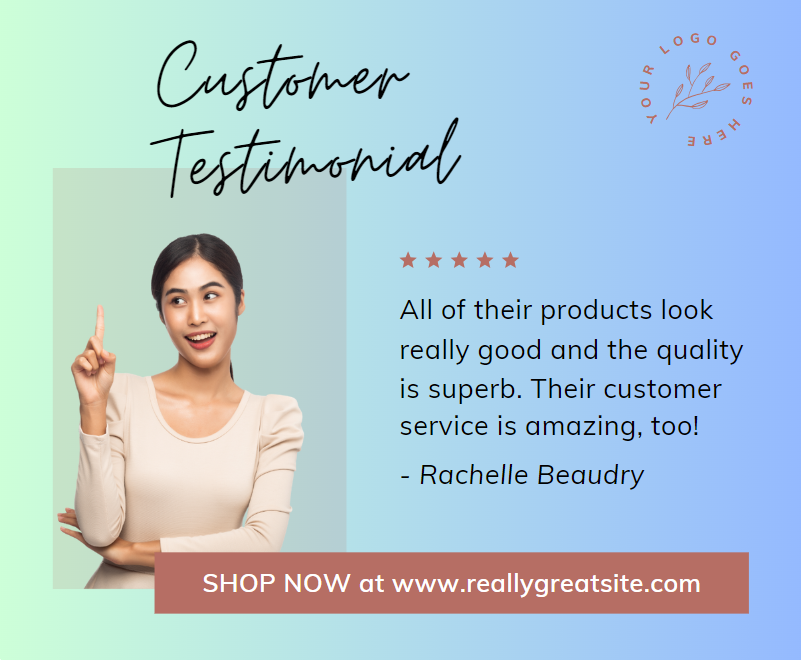 Customer
Testimonial
YOUR LOGO GOES HERE
All of their products look
really good and the quality
is superb. Their customer
service is amazing, too!
- Rachelle Beaudry
SHOP NOW at www.reallygreatsite.com